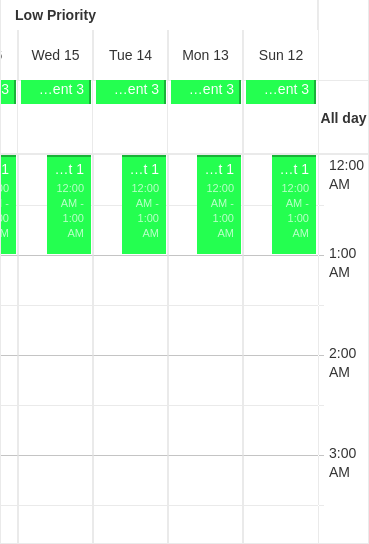 Low Priority
Wed 15 Tue 14 Mon 13 Sun 12
3 ...ent 3 ...ent 3 ...ent 3 ...ent 3
All day
1 ...t 1 ...t 1 ...t 1 ...t 1
12:00 AM - 1:00 AM
12:00 AM - 1:00 AM
12:00 AM - 1:00 AM
12:00 AM - 1:00 AM
12:00 AM
1:00 AM
2:00 AM
3:00 AM